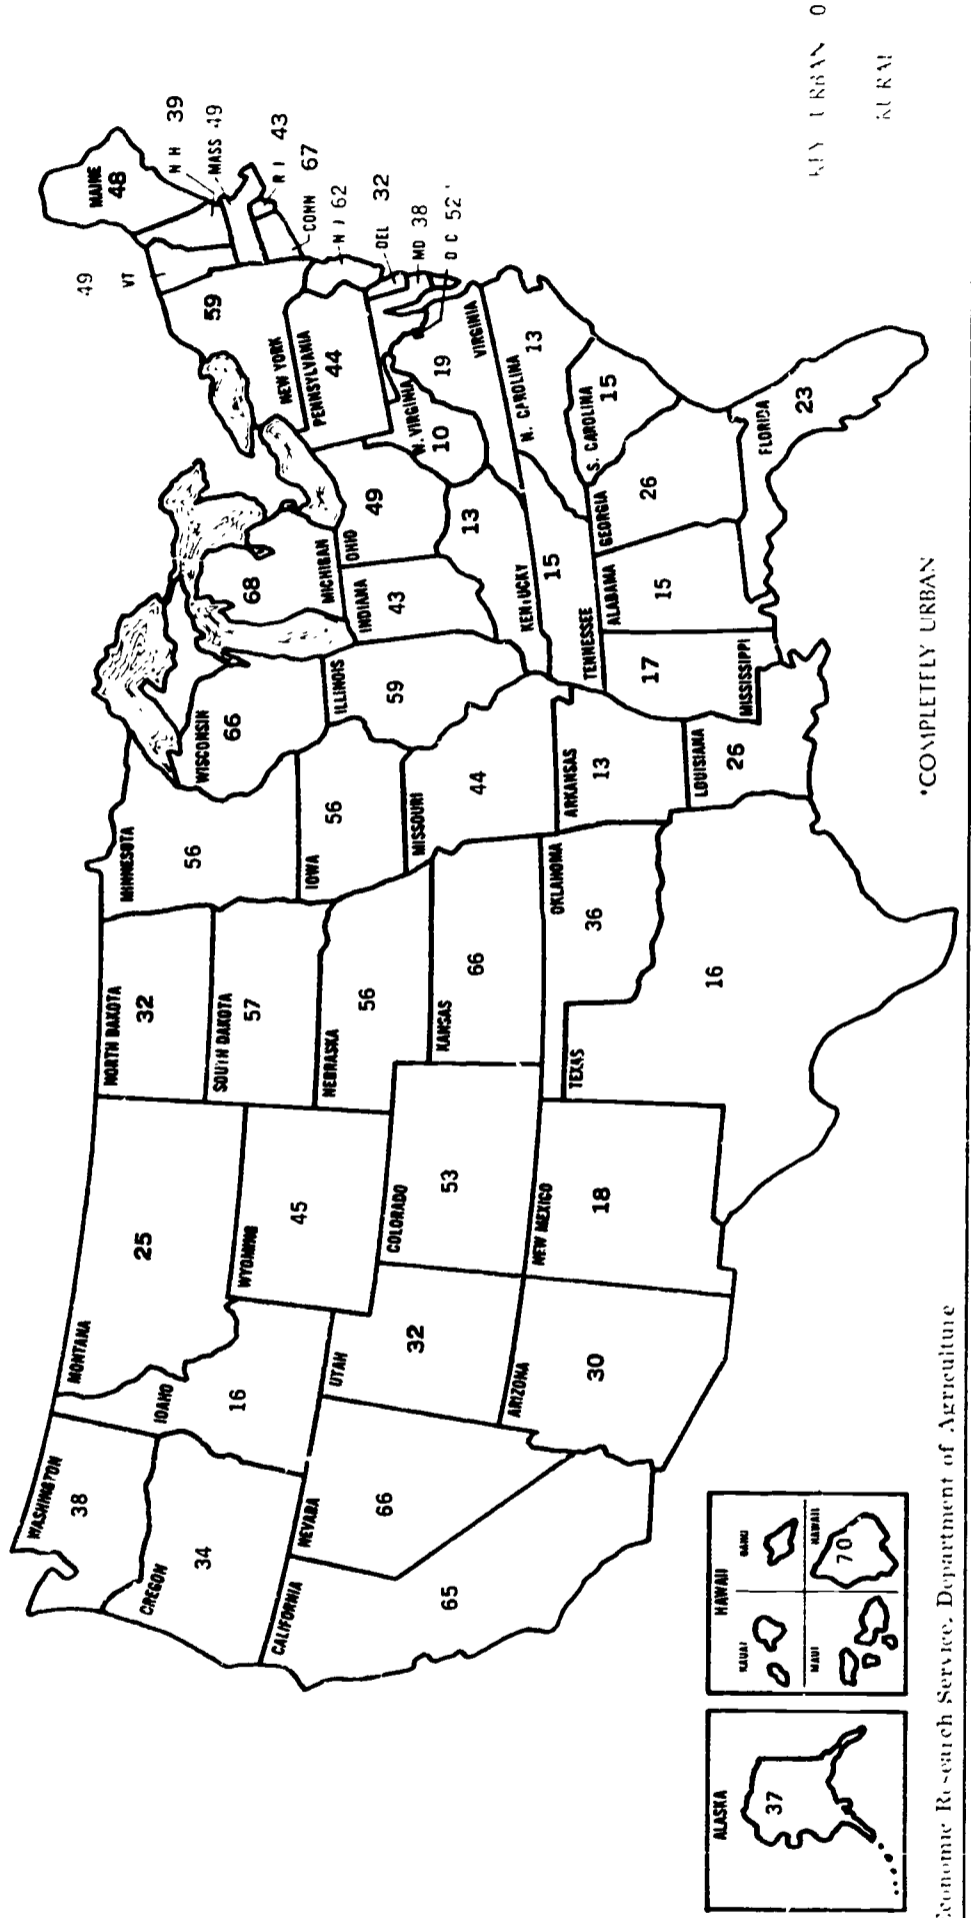 WASHINGTON
38
OREGON
34
CALIFORNIA
65
NEVADA
66
IDAHO
16
MONTANA
25
WYOMING
45
UTAH
32
ARIZONA
30
COLORADO
53
NEW MEXICO
18
NORTH DAKOTA
32
SOUTH DAKOTA
57
NEBRASKA
56
KANSAS
66
OKLAHOMA
36
TEXAS
16
MINNESOTA
56
IOWA
56
MISSOURI
44
ARKANSAS
13
LOUISIANA
26
WISCONSIN
66
ILLINOIS
59
MICHIGAN
68
INDIANA
43
OHIO
49
KENTUCKY
13
TENNESSEE
15
MISSISSIPPI
17
ALABAMA
15
GEORGIA
26
FLORIDA
23
S. CAROLINA
15
N. CAROLINA
13
VIRGINIA
19
W. VIRGINIA
10
PENNSYLVANIA
44
NEW YORK
59
VT
49
MAINE
48
N H 39
MASS 49
R I 43
CONN 67
N J 62
DEL 32
MD 38
D C 52*
ALASKA
37
HAWAII
KAUAI
OAHU
MAUI
HAWAII
70
KEY URBAN 0
RURAL
*COMPLETELY URBAN
Economic Research Service, Department of Agriculture